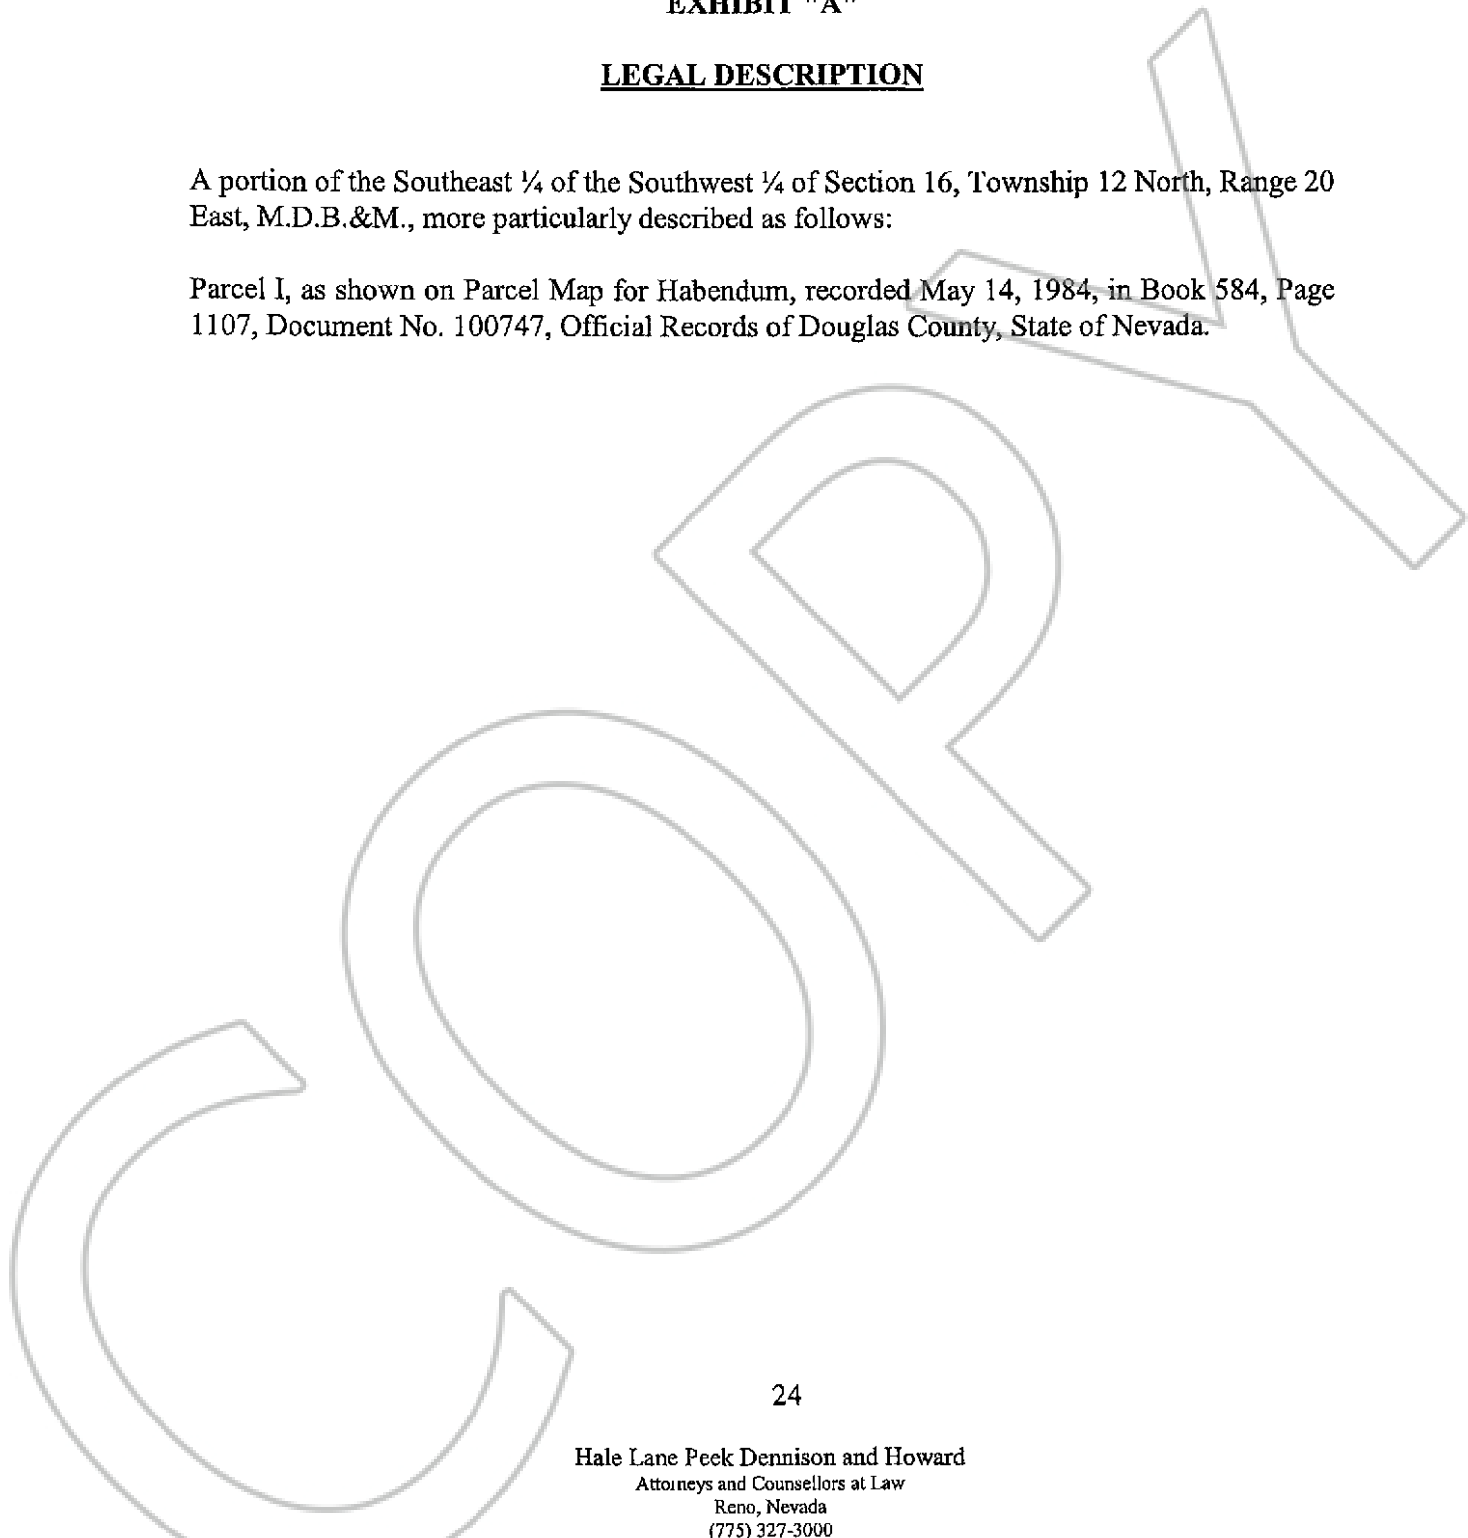 EXHIBIT "A"
LEGAL DESCRIPTION
A portion of the Southeast ¼ of the Southwest ¼ of Section 16, Township 12 North, Range 20
East, M.D.B.&M., more particularly described as follows:
Parcel I, as shown on Parcel Map for Habendum, recorded May 14, 1984, in Book 584, Page
1107, Document No. 100747, Official Records of Douglas County, State of Nevada.
COPY
24
Hale Lane Peek Dennison and Howard
Attorneys and Counsellors at Law
Reno, Nevada
(775) 327-3000